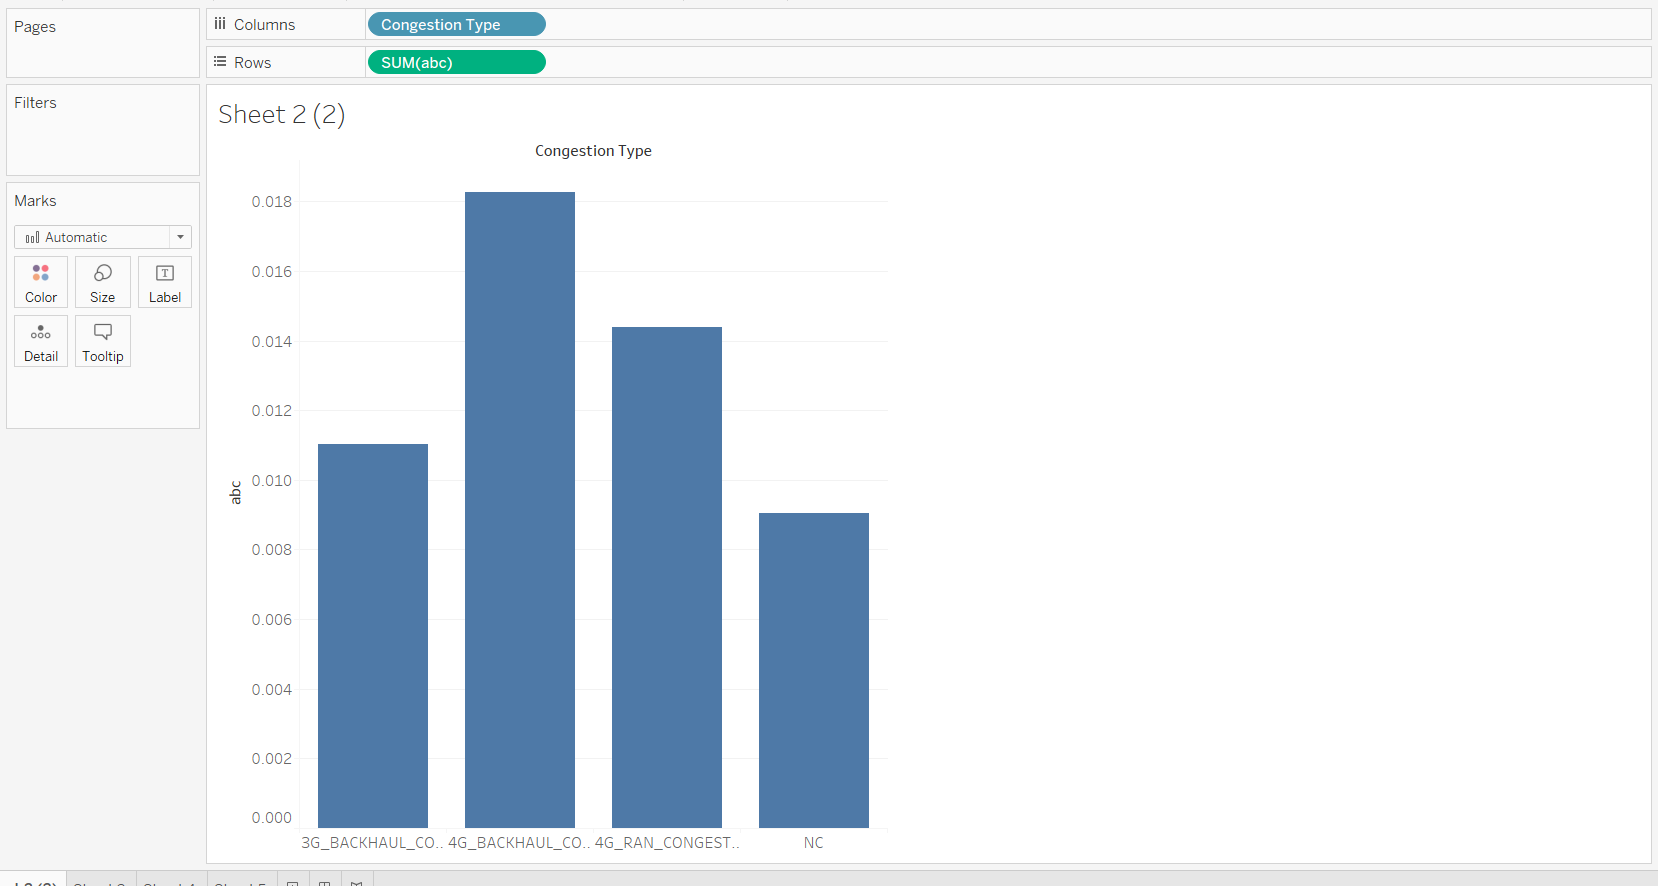 Pages
Columns
Congestion Type
Rows
SUM(abc)
Filters
Marks
Automatic
Color
Size
Label
Detail
Tooltip
Sheet 2 (2)
Congestion Type
abc
0.018
0.016
0.014
0.012
0.010
0.008
0.006
0.004
0.002
0.000
3G_BACKHAUL_CO.. 4G_BACKHAUL_CO.. 4G_RAN_CONGEST.. NC